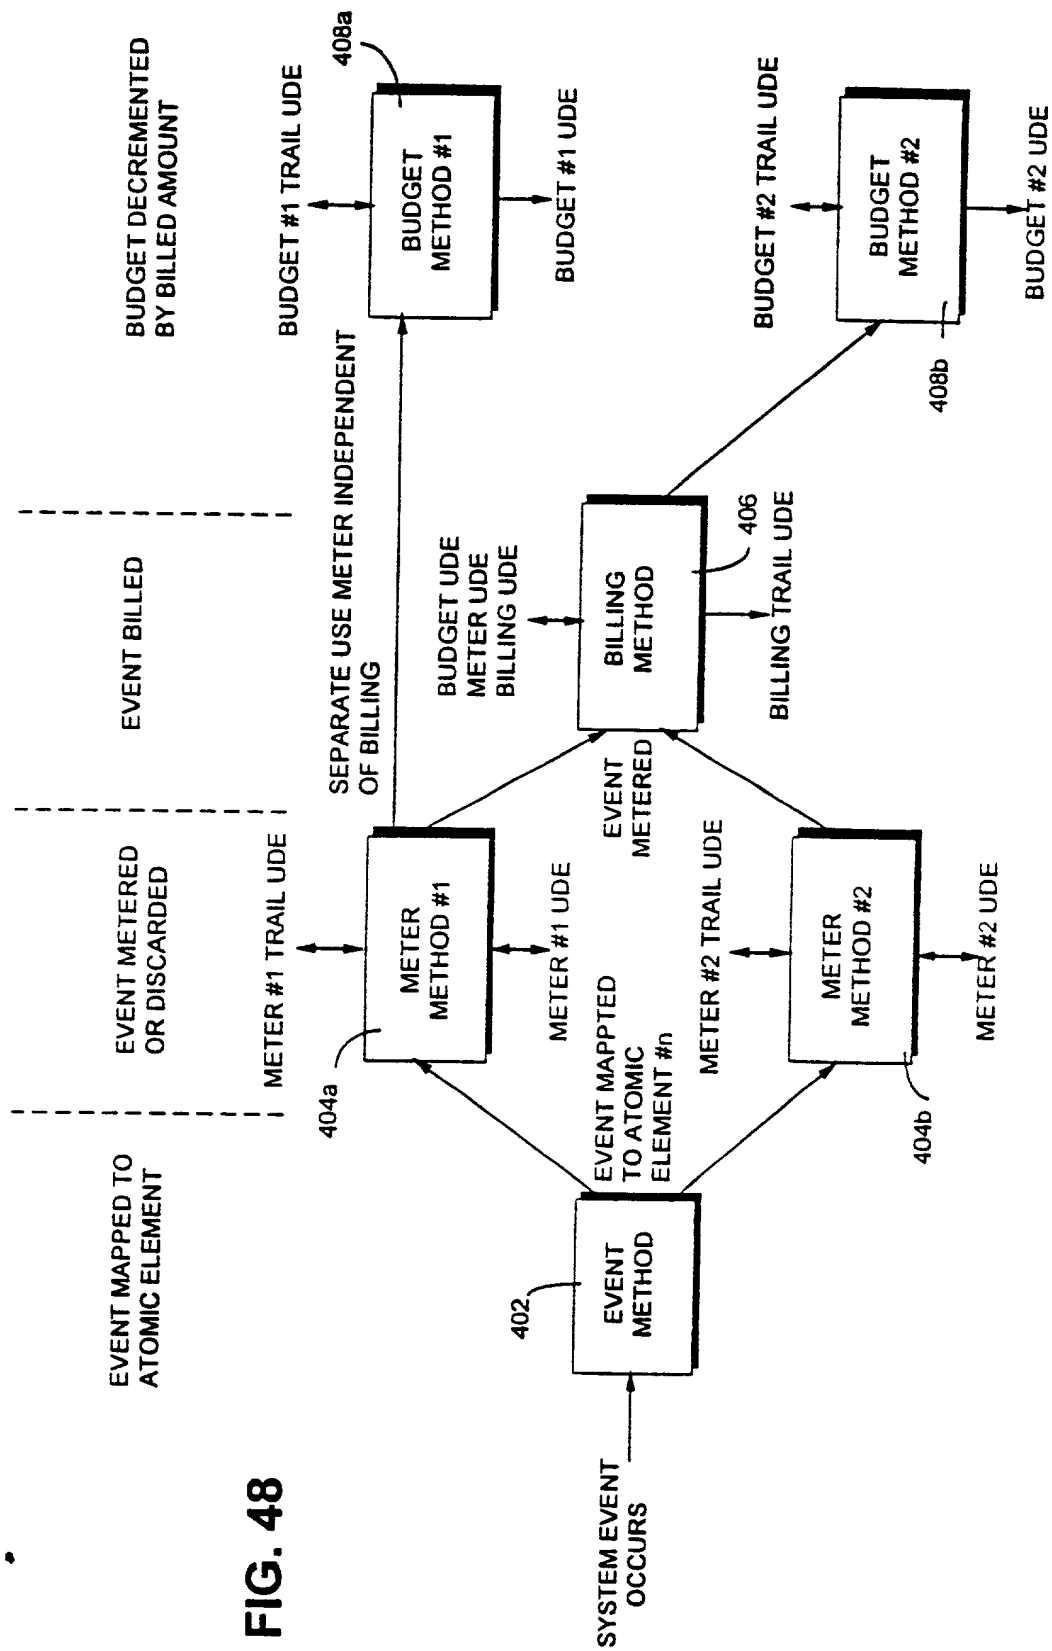 FIG. 48
EVENT MAPPED TO
ATOMIC ELEMENT
EVENT METERED
OR DISCARDED
EVENT BILLED
BUDGET DECREMENTED
BY BILLED AMOUNT
SYSTEM EVENT
OCCURS
402
EVENT
METHOD
EVENT MAPPTED
TO ATOMIC
ELEMENT #n
METER #1 TRAIL UDE
404a
METER
METHOD #1
METER #1 UDE
METER #2 TRAIL UDE
METER
METHOD #2
404b
METER #2 UDE
SEPARATE USE METER INDEPENDENT
OF BILLING
EVENT
METERED
BUDGET UDE
METER UDE
BILLING UDE
BILLING
METHOD
406
BILLING TRAIL UDE
BUDGET #1 TRAIL UDE
408a
BUDGET
METHOD #1
BUDGET #1 UDE
BUDGET #2 TRAIL UDE
BUDGET
METHOD #2
408b
BUDGET #2 UDE